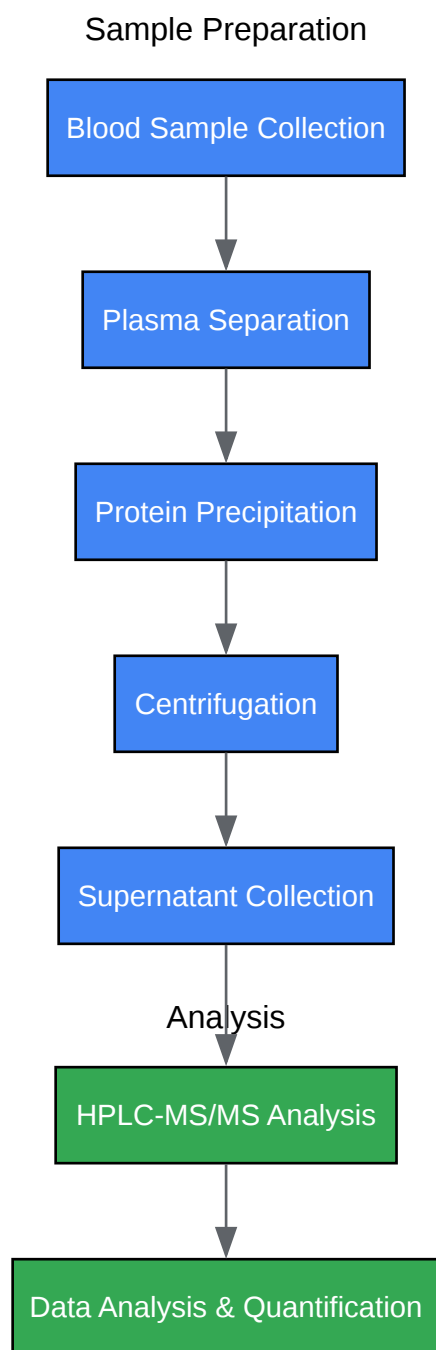 Sample Preparation
Blood Sample Collection
Plasma Separation
Protein Precipitation
Centrifugation
Supernatant Collection
Analysis
HPLC-MS/MS Analysis
Data Analysis & Quantification